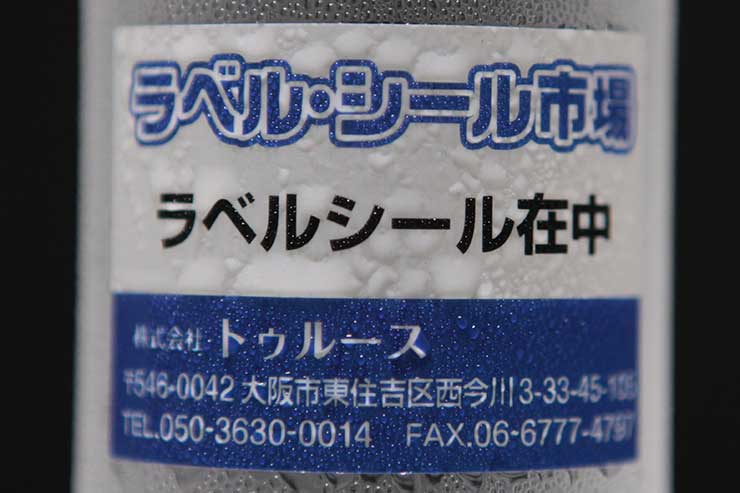 ラベル・シール市場
ラベルシール在中
株式会社 トゥルース
〒546-0042 大阪市東住吉区西今川3-33-45-105
TEL.050-3630-0014 FAX.06-6777-4797